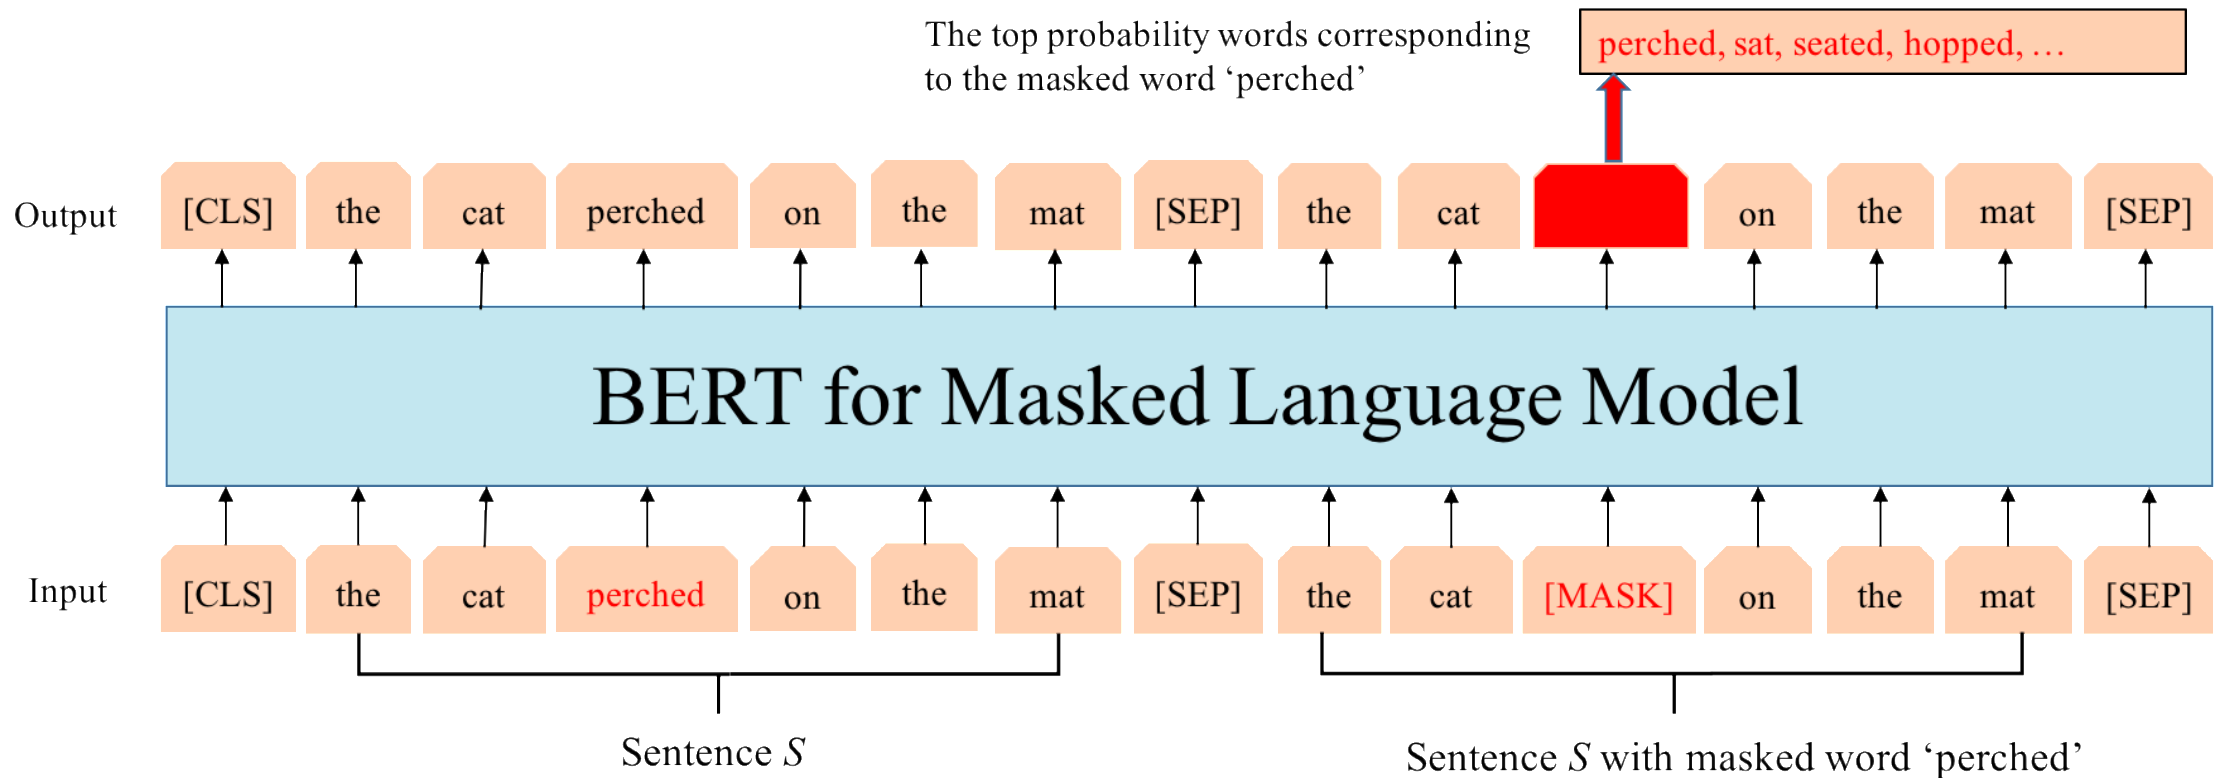 The top probability words corresponding
to the masked word ‘perched’
perched, sat, seated, hopped, …
Output
[CLS] the cat perched on the mat [SEP] the cat on the mat [SEP]
BERT for Masked Language Model
Input
[CLS] the cat perched on the mat [SEP] the cat [MASK] on the mat [SEP]
Sentence S
Sentence S with masked word ‘perched’